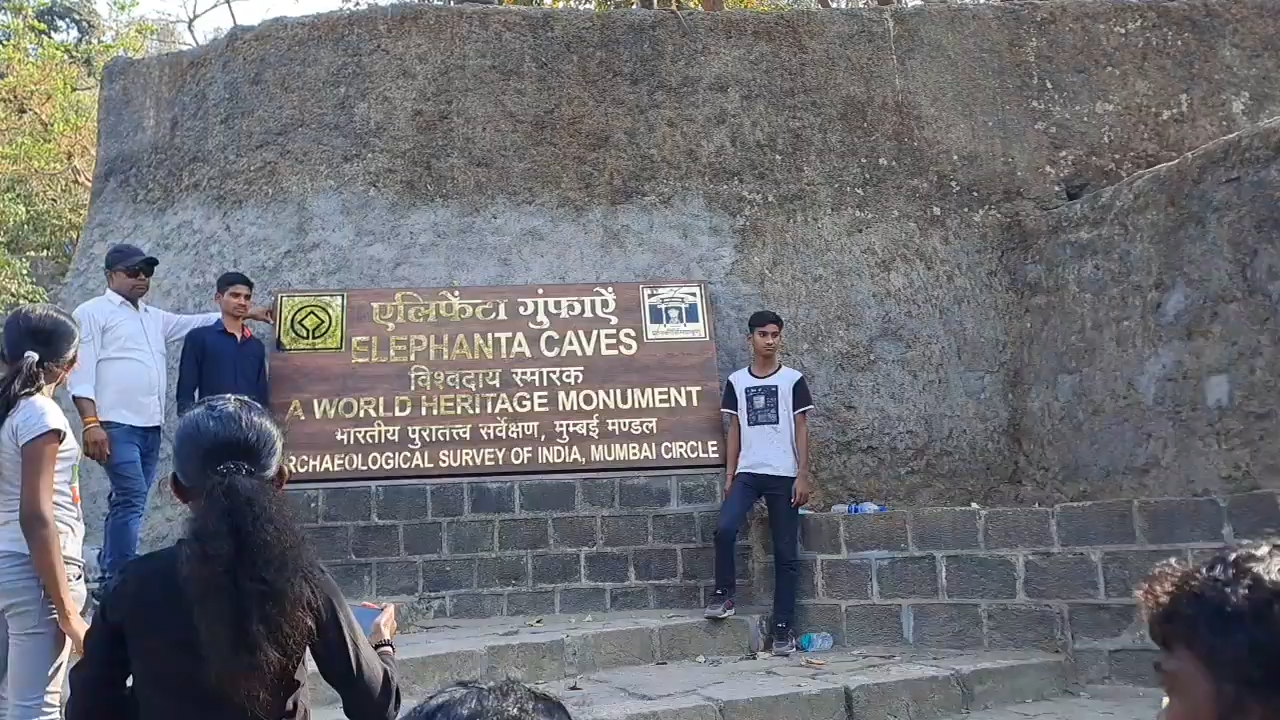 एलिफेंटा गुंफाऐं
ELEPHANTA CAVES
विश्वदाय स्मारक
A WORLD HERITAGE MONUMENT
भारतीय पुरातत्त्व सर्वेक्षण, मुम्बई मण्डल
RCHAEOLOGICAL SURVEY OF INDIA, MUMBAI CIRCLE